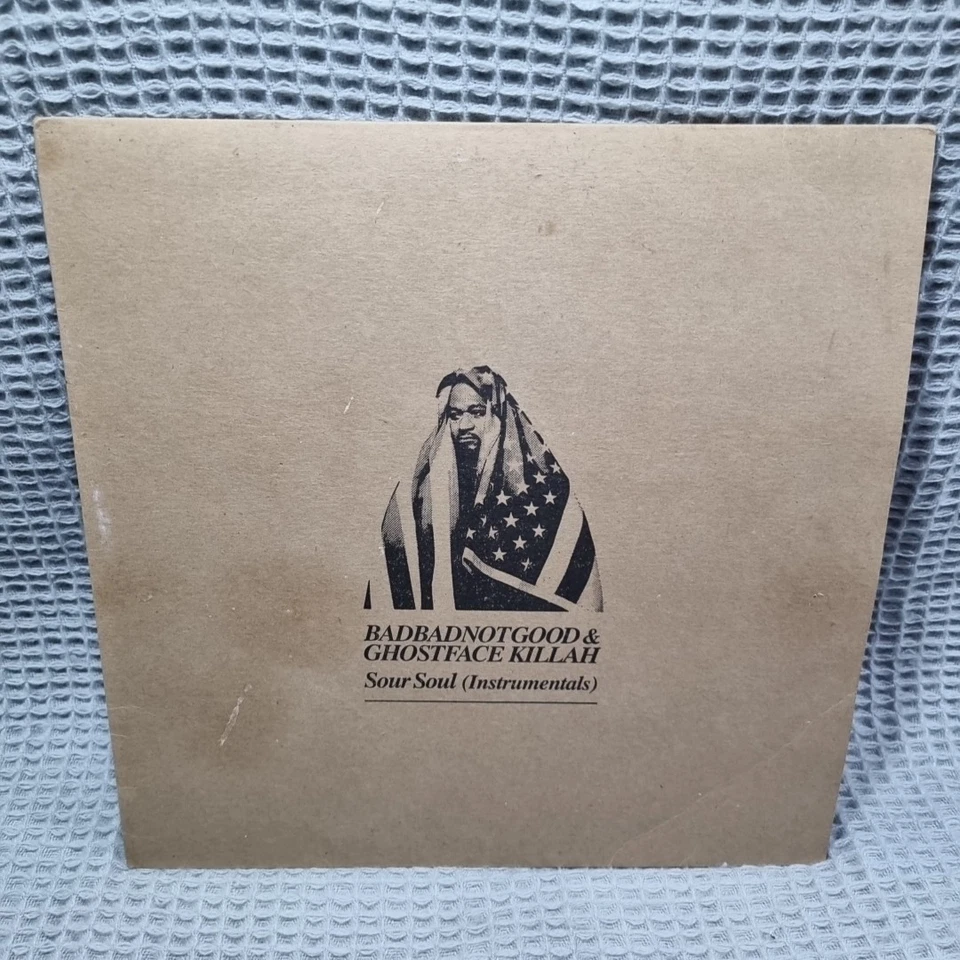 BADBADNOTGOOD &
GHOSTFACE KILLAH
Sour Soul (Instrumentals)